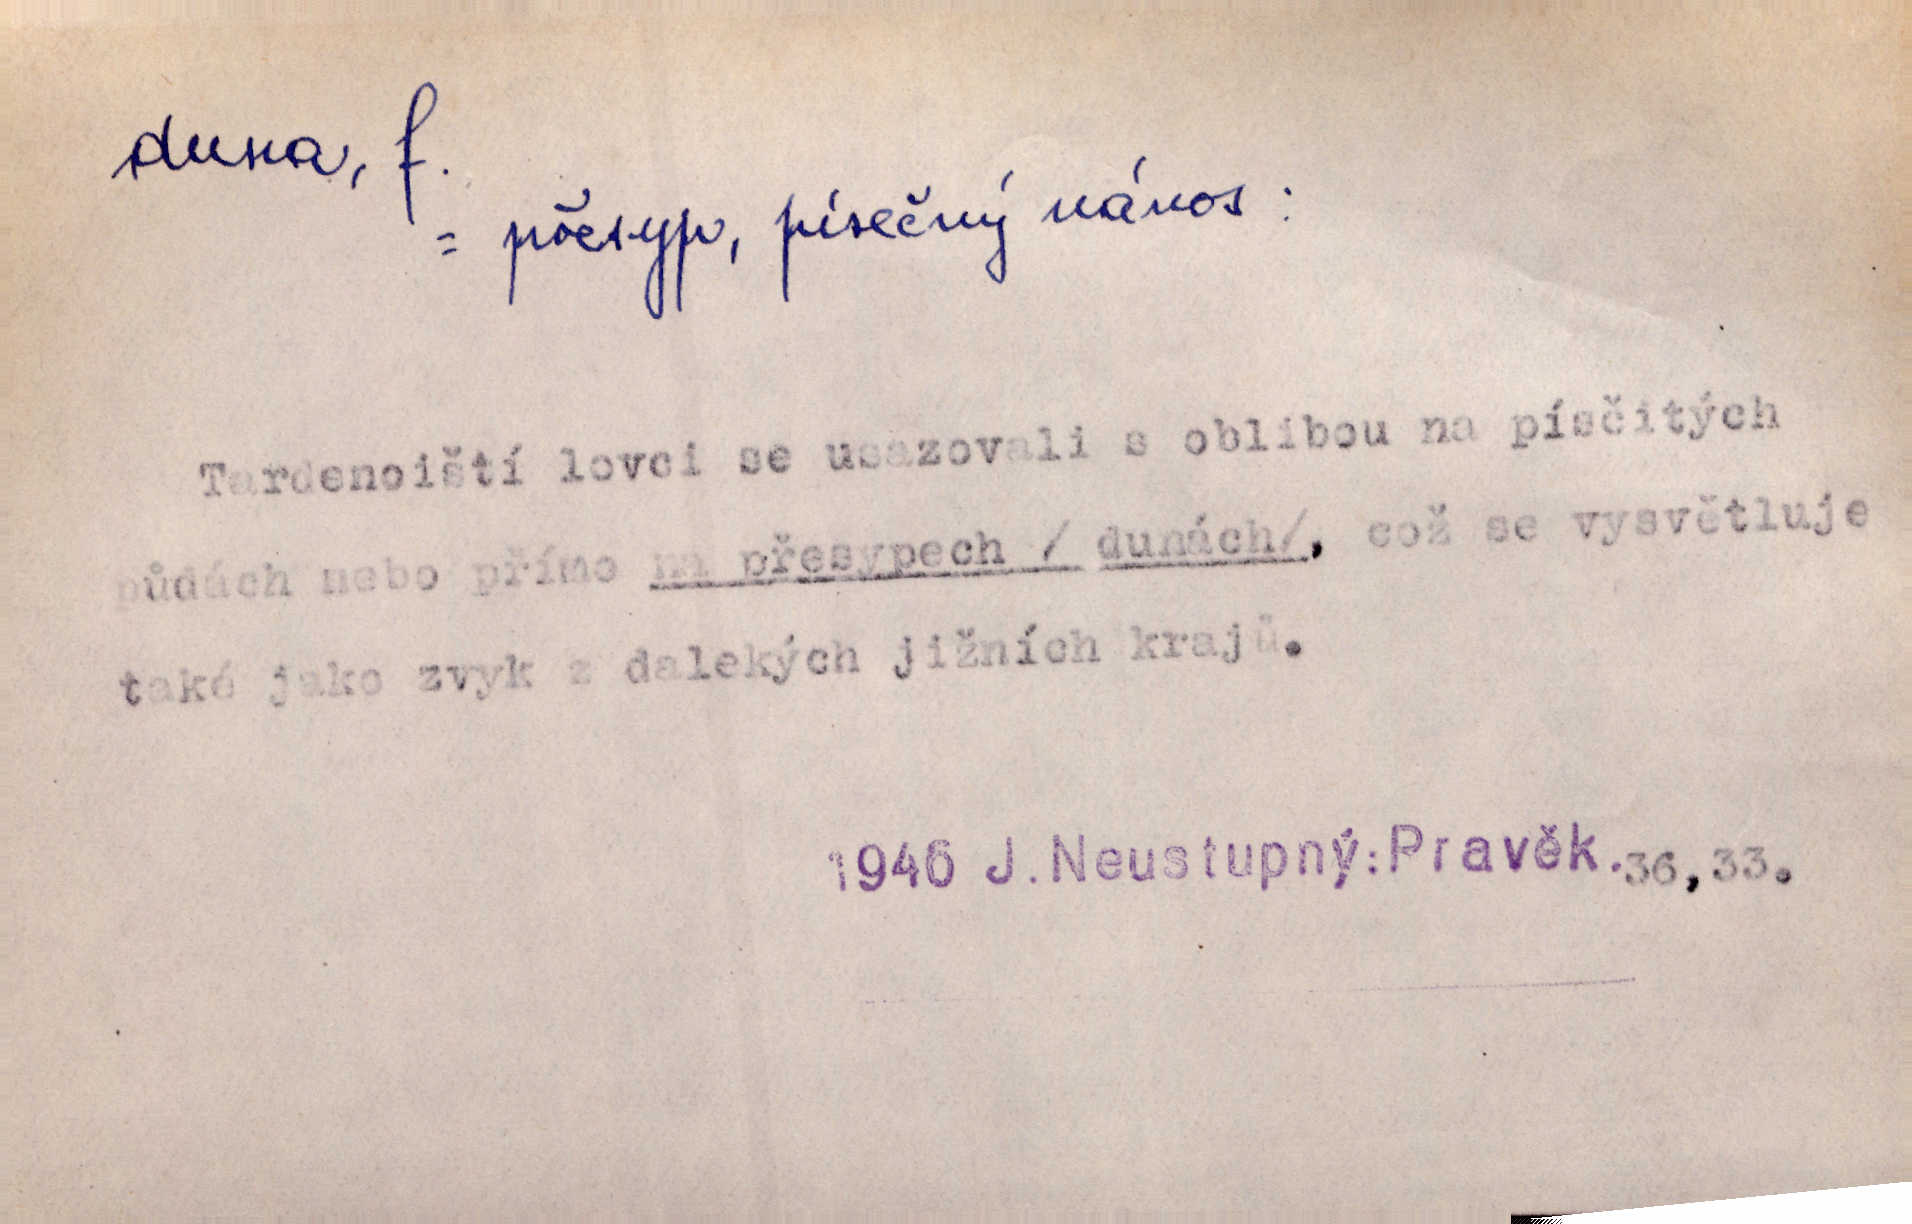 duna, f.
= přesyp, písečný nános :
Tardenoiští lovci se usazovali s oblibou na písčitých
půdách nebo přímo na přesypech / dunách/, což se vysvětluje
také jako zvyk z dalekých jižních krajů.
1946 J. Neustupný: Pravěk. 36, 33.